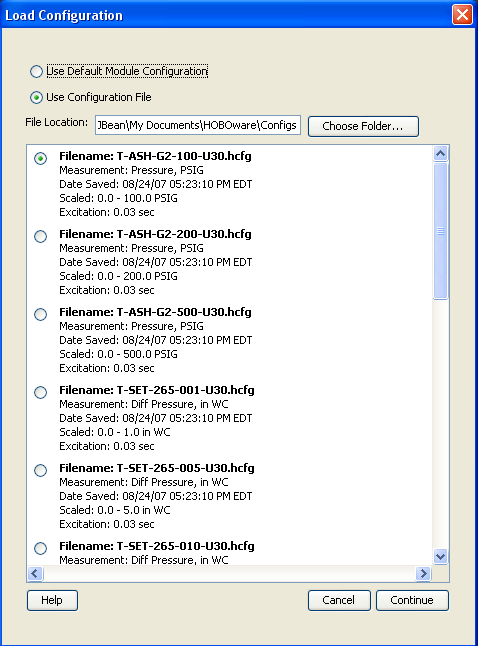 Load Configuration
Use Default Module Configuration
Use Configuration File
File Location: JBean\My Documents\HOBOware\Configs Choose Folder...
Filename: T-ASH-G2-100-U30.hcfg
Measurement: Pressure, PSIG
Date Saved: 08/24/07 05:23:10 PM EDT
Scaled: 0.0 - 100.0 PSIG
Excitation: 0.03 sec
Filename: T-ASH-G2-200-U30.hcfg
Measurement: Pressure, PSIG
Date Saved: 08/24/07 05:23:10 PM EDT
Scaled: 0.0 - 200.0 PSIG
Excitation: 0.03 sec
Filename: T-ASH-G2-500-U30.hcfg
Measurement: Pressure, PSIG
Date Saved: 08/24/07 05:23:10 PM EDT
Scaled: 0.0 - 500.0 PSIG
Excitation: 0.03 sec
Filename: T-SET-265-001-U30.hcfg
Measurement: Diff Pressure, in WC
Date Saved: 08/24/07 05:23:10 PM EDT
Scaled: 0.0 - 1.0 in WC
Excitation: 0.03 sec
Filename: T-SET-265-005-U30.hcfg
Measurement: Diff Pressure, in WC
Date Saved: 08/24/07 05:23:10 PM EDT
Scaled: 0.0 - 5.0 in WC
Excitation: 0.03 sec
Filename: T-SET-265-010-U30.hcfg
Measurement: Diff Pressure, in WC
Help Cancel Continue